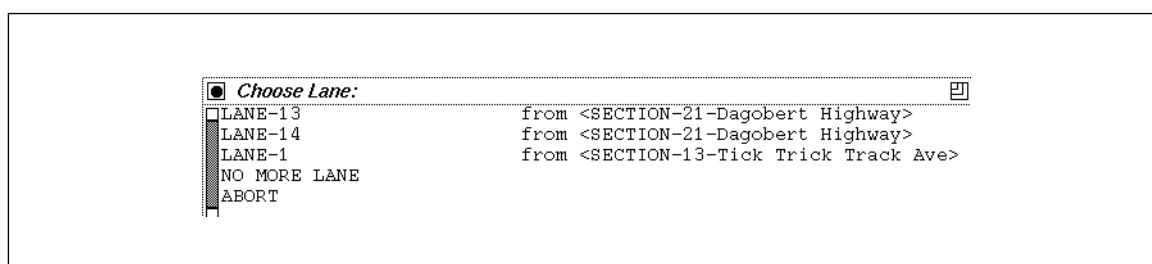 Choose Lane:
LANE-13 from <SECTION-21-Dagobert Highway>
LANE-14 from <SECTION-21-Dagobert Highway>
LANE-1 from <SECTION-13-Tick Trick Track Ave>
NO MORE LANE
ABORT